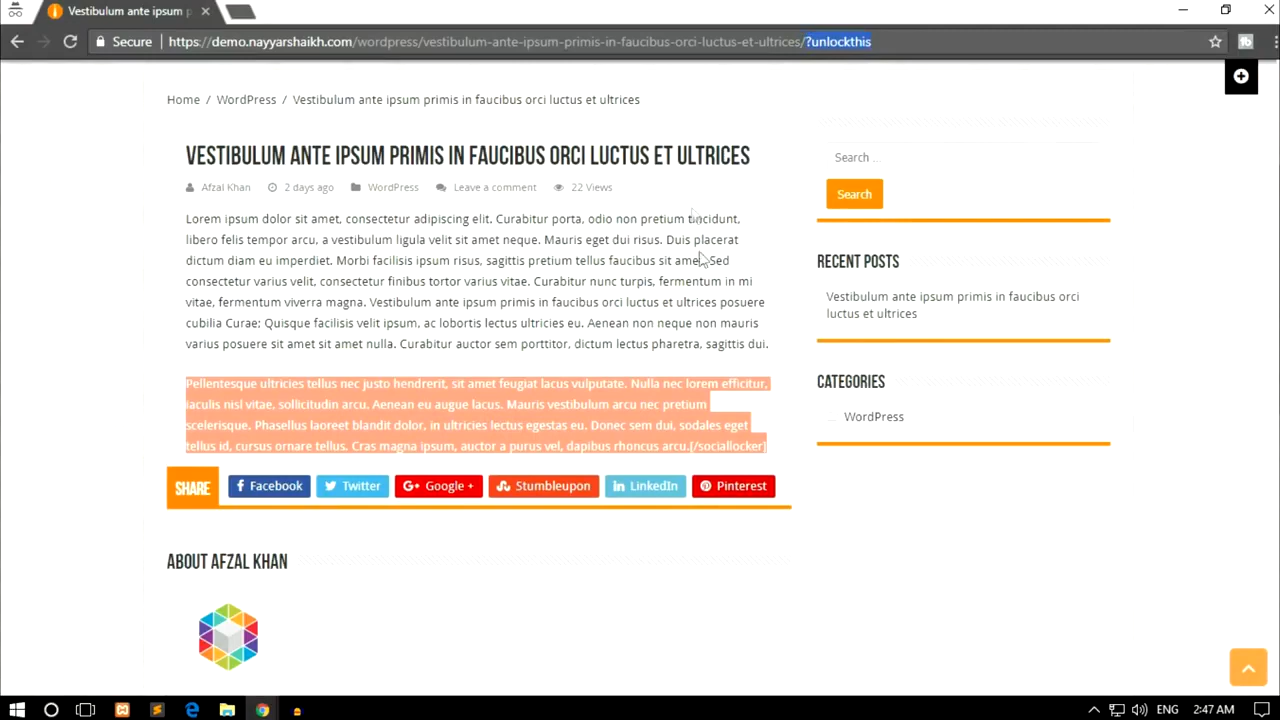 Vestibulum ante ipsum p
Secure
https://demo.nayyarshaikh.com/wordpress/vestibulum-ante-ipsum-primis-in-faucibus-orci-luctus-et-ultrices/?unlockthis
Home / WordPress / Vestibulum ante ipsum primis in faucibus orci luctus et ultrices
VESTIBULUM ANTE IPSUM PRIMIS IN FAUCIBUS ORCI LUCTUS ET ULTRICES
Afzal Khan 2 days ago WordPress Leave a comment 22 Views
Lorem ipsum dolor sit amet, consectetur adipiscing elit. Curabitur porta, odio non pretium tincidunt,
libero felis tempor arcu, a vestibulum ligula velit sit amet neque. Mauris eget dui risus. Duis placerat
dictum diam eu imperdiet. Morbi facilisis ipsum risus, sagittis pretium tellus faucibus sit amet. Sed
consectetur varius velit, consectetur finibus tortor varius vitae. Curabitur nunc turpis, fermentum in mi
vitae, fermentum viverra magna. Vestibulum ante ipsum primis in faucibus orci luctus et ultrices posuere
cubilia Curae; Quisque facilisis velit ipsum, ac lobortis lectus ultricies eu. Aenean non neque non mauris
varius posuere sit amet sit amet nulla. Curabitur auctor sem porttitor, dictum lectus pharetra, sagittis dui.
Pellentesque ultricies tellus nec justo hendrerit, sit amet feugiat lacus vulputate. Nulla nec lorem efficitur,
iaculis nisl vitae, sollicitudin arcu. Aenean eu augue lacus. Mauris vestibulum arcu nec pretium
scelerisque. Phasellus laoreet blandit dolor, in ultricies lectus egestas eu. Donec sem dui, sodales eget
tellus id, cursus ornare tellus. Cras magna ipsum, auctor a purus vel, dapibus rhoncus arcu.[/sociallocker]
SHARE Facebook Twitter Google + Stumbleupon LinkedIn Pinterest
ABOUT AFZAL KHAN
Search ...
Search
RECENT POSTS
Vestibulum ante ipsum primis in faucibus orci
luctus et ultrices
CATEGORIES
WordPress
ENG 2:47 AM